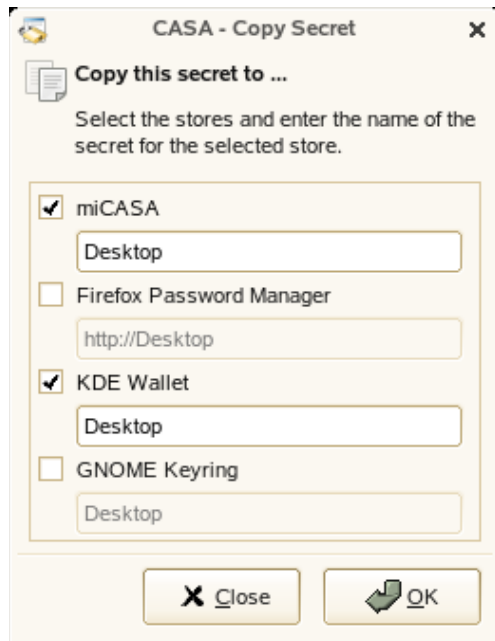 CASA - Copy Secret
Copy this secret to ...
Select the stores and enter the name of the
secret for the selected store.
miCASA
Desktop
Firefox Password Manager
http://Desktop
KDE Wallet
Desktop
GNOME Keyring
Desktop
Close
OK